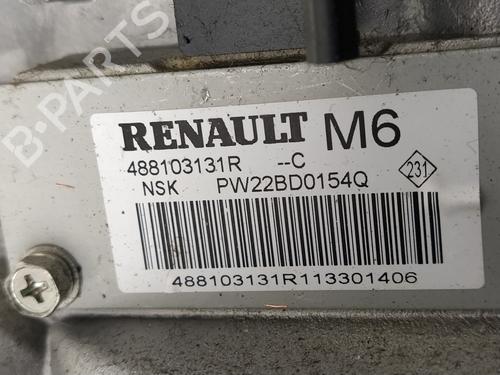 RENAULT M6
488103131R --C
231
NSK PW22BD0154Q
488103131R113301406
B-PARTS